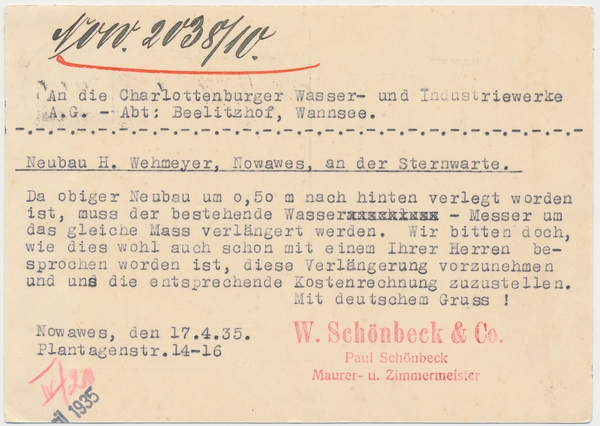 Now. 2038/10.
An die Charlottenburger Wasser- und Industriewerke
A.G. - Abt: Beelitzhof, Wannsee.
Neubau H. Wehmeyer, Nowawes, an der Sternwarte.
Da obiger Neubau um 0,50 m nach hinten verlegt worden
ist, muss der bestehende Wasser - Messer um
das gleiche Mass verlängert werden. Wir bitten doch,
wie dies wohl auch schon mit einem Ihrer Herren be-
sprochen worden ist, diese Verlängerung vorzunehmen
und uns die entsprechende Kostenrechnung zuzustellen.
Mit deutschem Gruss !
Nowawes, den 17.4.35.
Plantagenstr.14-16
W. Schönbeck & Co.
Paul Schönbeck
Maurer- u. Zimmermeister
1935